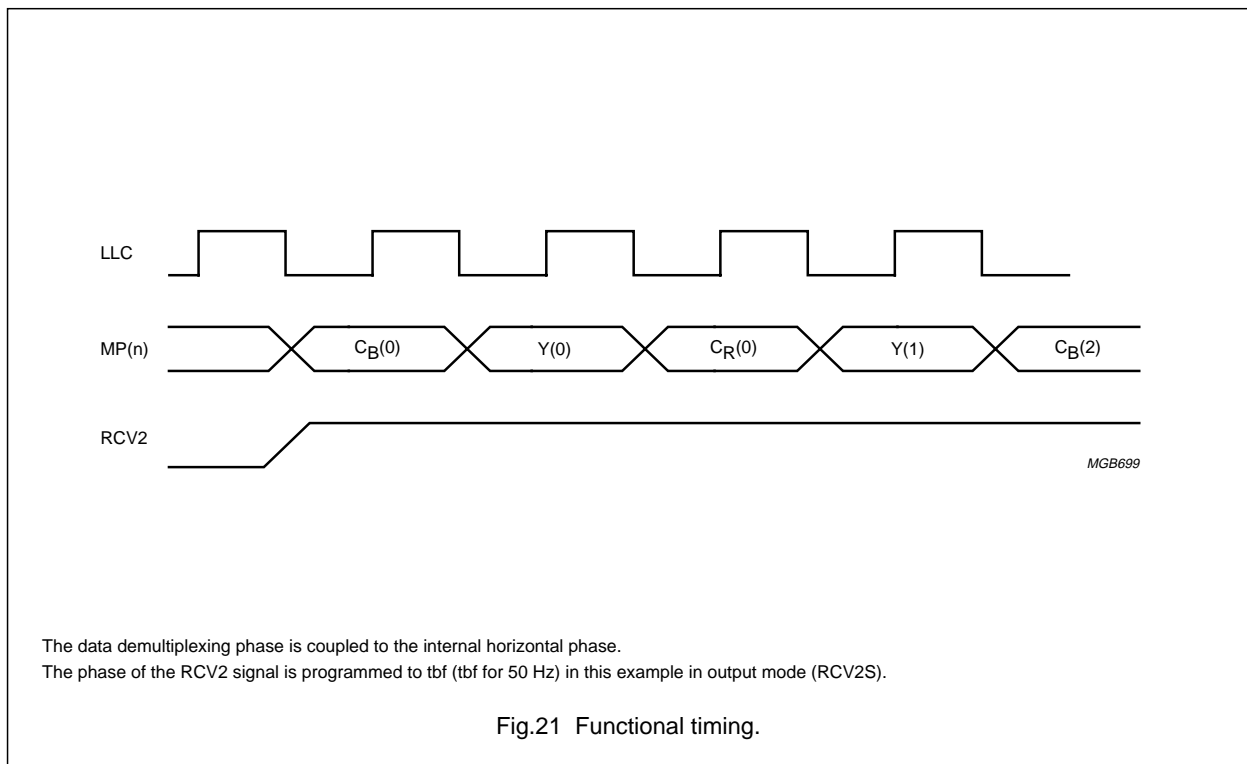 LLC
MP(n) CB(0) Y(0) CR(0) Y(1) CB(2)
RCV2
MGB699
The data demultiplexing phase is coupled to the internal horizontal phase.
The phase of the RCV2 signal is programmed to tbf (tbf for 50 Hz) in this example in output mode (RCV2S).
Fig.21 Functional timing.